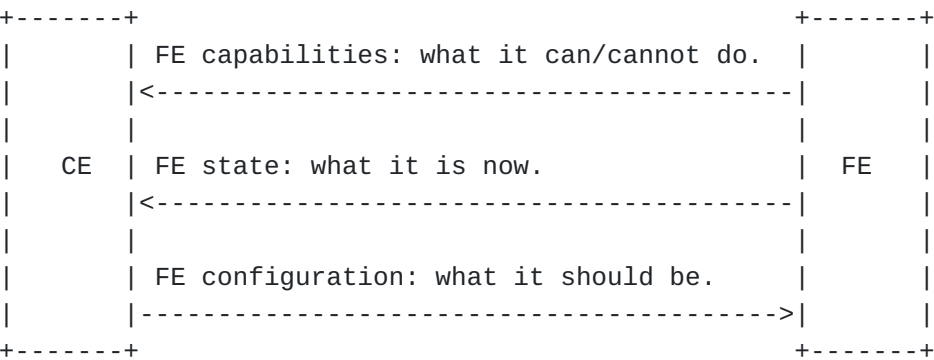 FE capabilities: what it can/cannot do.
CE FE state: what it is now. FE
FE configuration: what it should be.